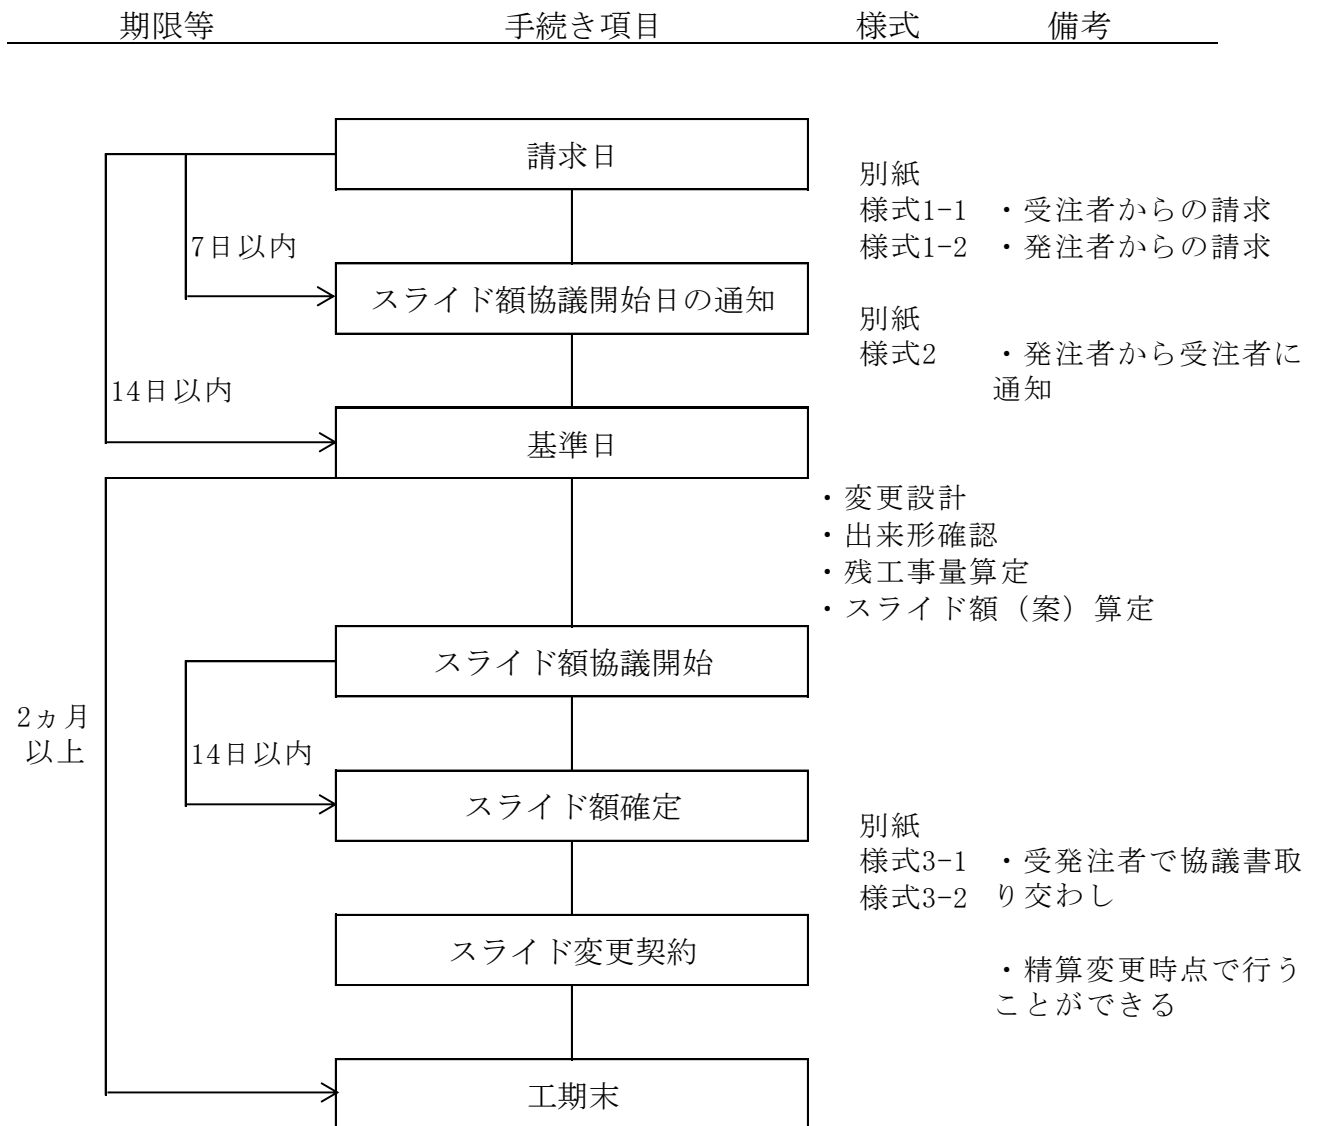 期限等 手続き項目 様式 備考
請求日
別紙
様式1-1 ・受注者からの請求
様式1-2 ・発注者からの請求
7日以内
スライド額協議開始日の通知
別紙
様式2 ・発注者から受注者に
通知
14日以内
基準日
・変更設計
・出来形確認
・残工事量算定
・スライド額（案）算定
スライド額協議開始
2ヵ月
以上
14日以内
スライド額確定
別紙
様式3-1 ・受発注者で協議書取
様式3-2 り交わし
スライド変更契約
・精算変更時点で行う
ことができる
工期末